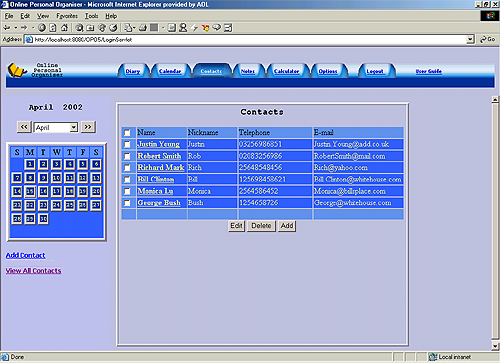 Online Personal Organiser - Microsoft Internet Explorer provided by AOL
File Edit View Favorites Tools Help
Address http://localhost:8080/OPO5/LoginServlet Go
Online Personal Organiser
Diary Calendar Contacts Notes Calculator Options Logout User Guide
April 2002
<< April >>
S M T W T F S
1 2 3 4 5 6
7 8 9 10 11 12 13
14 15 16 17 18 19 20
21 22 23 24 25 26 27
28 29 30
Add Contact
View All Contacts
Contacts
Name Nickname Telephone E-mail
Justin Yeung Justin 03256986851 Justin.Yeung@add.co.uk
Robert Smith Rob 02083256986 RobertSmith@mail.com
Richard Mark Rich 25648548456 Rich@yahoo.com
Bill Clinton Bill 125698458621 Bill.Clinton@whitehouse.com
Monica Lu Monica 2564586452 Monica@billsplace.com
George Bush Bush 1254658726 George@whitehouse.com
Edit Delete Add
Done Local intranet